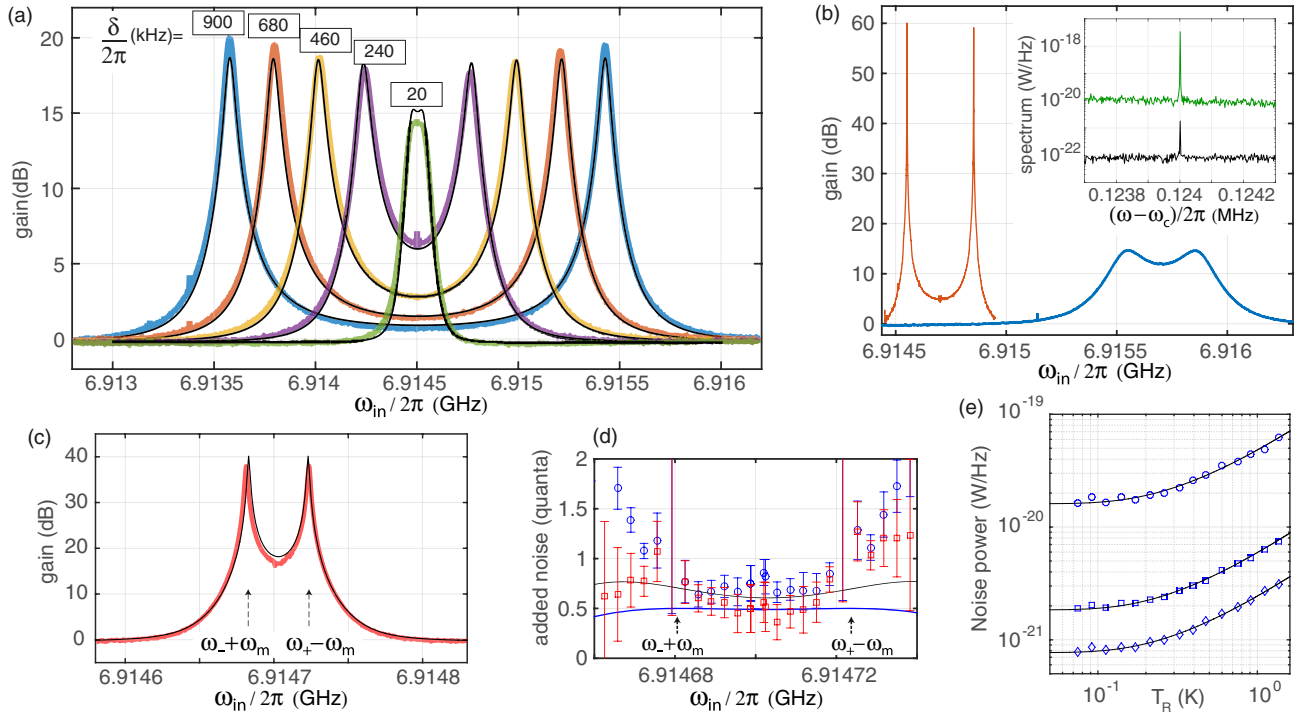 (a)
δ/2π (kHz)=
900
680
460
240
20
20
15
10
5
0
gain(dB)
6.913 6.9135 6.914 6.9145 6.915 6.9155 6.916
ω_in/2π (GHz)
(b)
60
50
40
30
20
10
0
gain (dB)
6.9145 6.915 6.9155 6.916
ω_in/2π (GHz)
spectrum (W/Hz)
10^-18
10^-20
10^-22
0.12382 0.124 0.12422
(ω−ω_c)/2π (MHz)
(c)
40
30
20
10
0
gain (dB)
ω_-+ω_m ω_+−ω_m
6.9146 6.9147 6.9148
ω_in/2π (GHz)
(d)
2
1.5
1
0.5
0
added noise (quanta)
ω_-+ω_m ω_+−ω_m
6.91468 6.91472
ω_in/2π (GHz)
(e)
10^-19
10^-20
10^-21
Noise power (W/Hz)
10^-1 10^0
T_R (K)